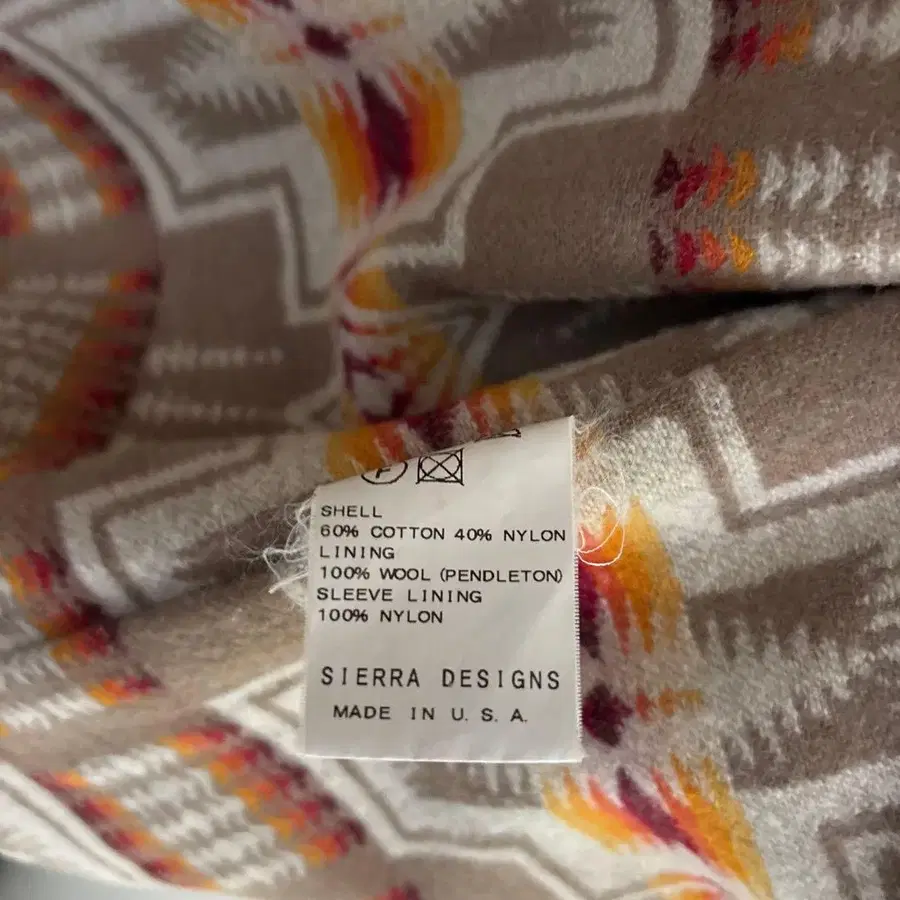 F
SHELL
60% COTTON 40% NYLON
LINING
100% WOOL (PENDLETON)
SLEEVE LINING
100% NYLON
SIERRA DESIGNS
MADE IN U. S. A.